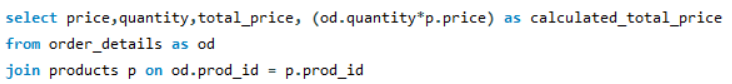 select price,quantity,total_price, (od.quantity*p.price) as calculated_total_price
from order_details as od
join products p on od.prod_id = p.prod_id